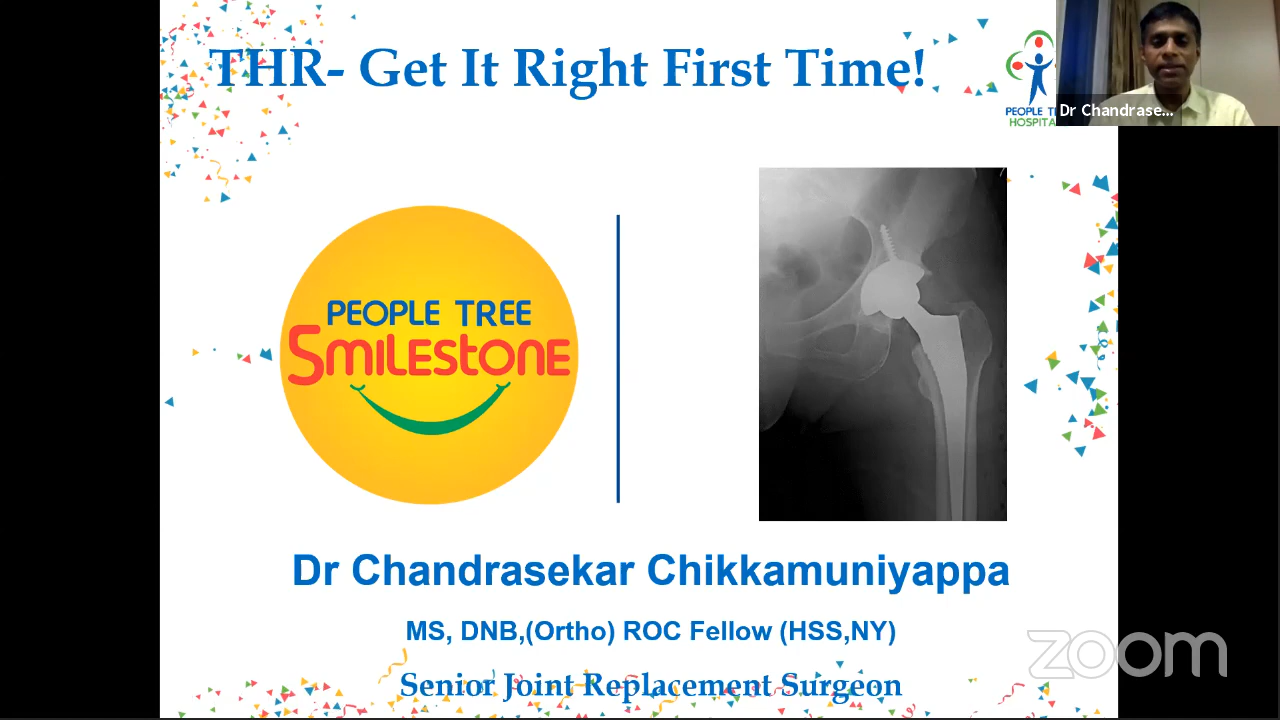 THR- Get It Right First Time!
PEOPLE T
HOSPITA
Dr Chandrase...
PEOPLE TREE
SMILESTONE
Dr Chandrasekar Chikkamuniyappa
MS, DNB,(Ortho) ROC Fellow (HSS,NY)
zoom
Senior Joint Replacement Surgeon